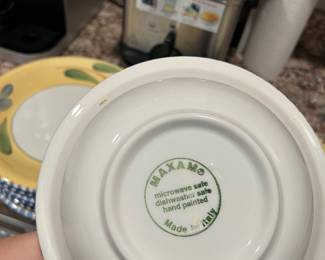 MAXAM®
microwave safe
dishwasher safe
hand painted
Made in Italy